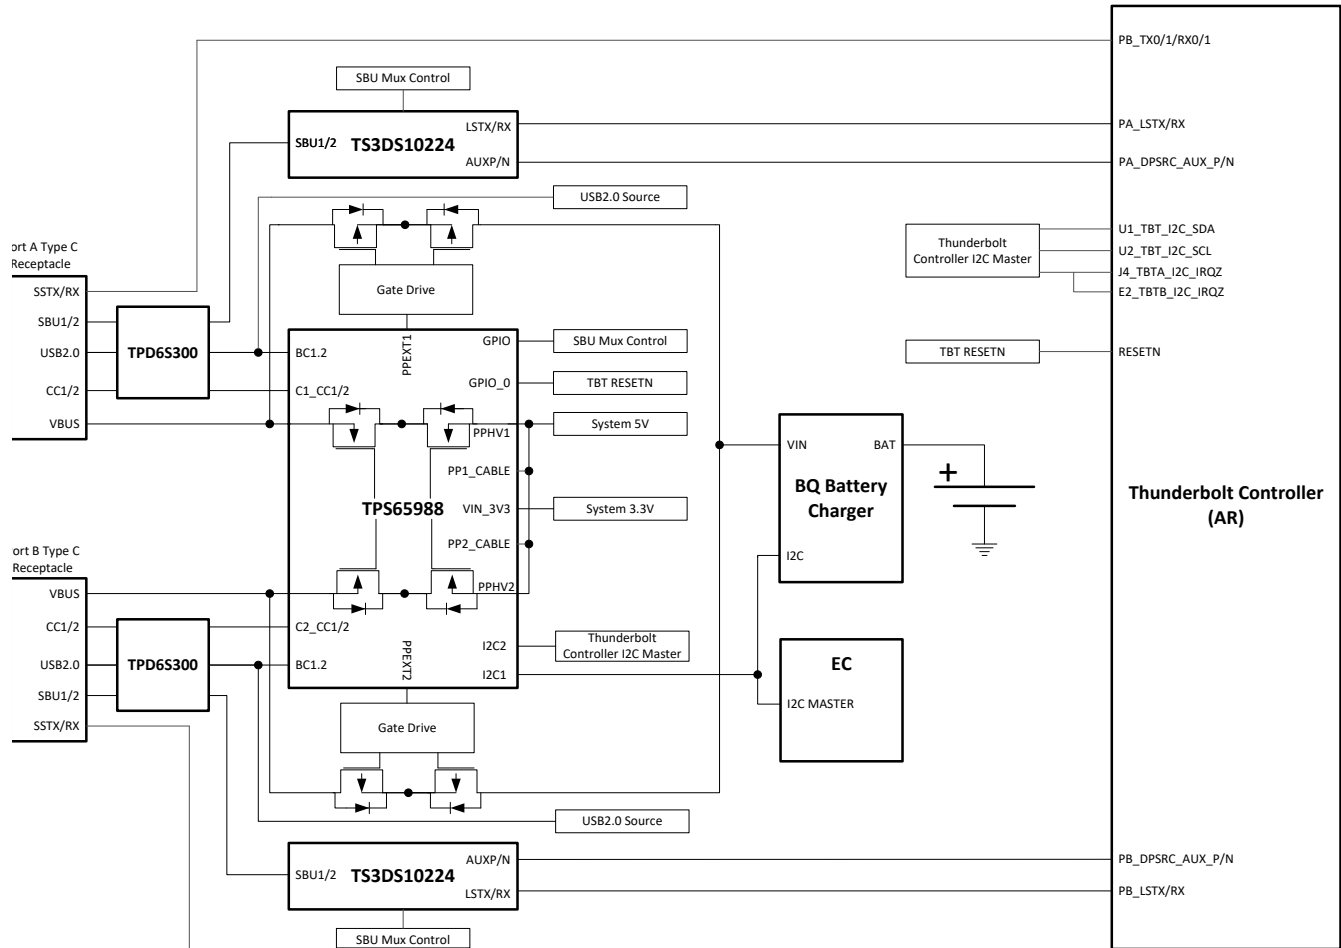 PB_TX0/1/RX0/1
SBU Mux Control
LSTX/RX
SBU1/2
TS3DS10224
AUXP/N
PA_LSTX/RX
PA_DPSRC_AUX_P/N
USB2.0 Source
Thunderbolt
Controller I2C Master
U1_TBT_I2C_SDA
U2_TBT_I2C_SCL
J4_TBTA_I2C_IRQZ
E2_TBTB_I2C_IRQZ
ort A Type C
Receptacle
SSTX/RX
SBU1/2
USB2.0
CC1/2
VBUS
TPD6S300
Gate Drive
PPEXT1
BC1.2
C1_CC1/2
GPIO
SBU Mux Control
GPIO_0
TBT RESETN
PPHV1
System 5V
PP1_CABLE
TPS65988
VIN_3V3
System 3.3V
PP2_CABLE
PPHV2
TBT RESETN
RESETN
VIN
BAT
BQ Battery
Charger
I2C
+
Thunderbolt Controller
(AR)
ort B Type C
Receptacle
VBUS
CC1/2
USB2.0
SBU1/2
SSTX/RX
TPD6S300
C2_CC1/2
BC1.2
PPEXT2
I2C2
Thunderbolt
Controller I2C Master
I2C1
EC
I2C MASTER
Gate Drive
USB2.0 Source
AUXP/N
SBU1/2
TS3DS10224
LSTX/RX
SBU Mux Control
PB_DPSRC_AUX_P/N
PB_LSTX/RX